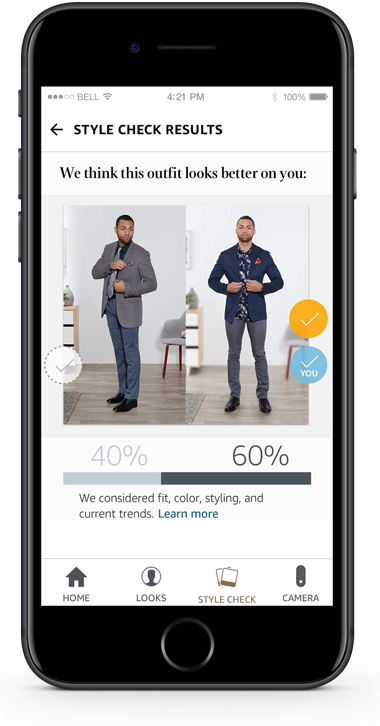 ●●●○○ BELL 4:21 PM 100%
← STYLE CHECK RESULTS
We think this outfit looks better on you:
YOU
40% 60%
We considered fit, color, styling, and
current trends. Learn more
HOME LOOKS STYLE CHECK CAMERA